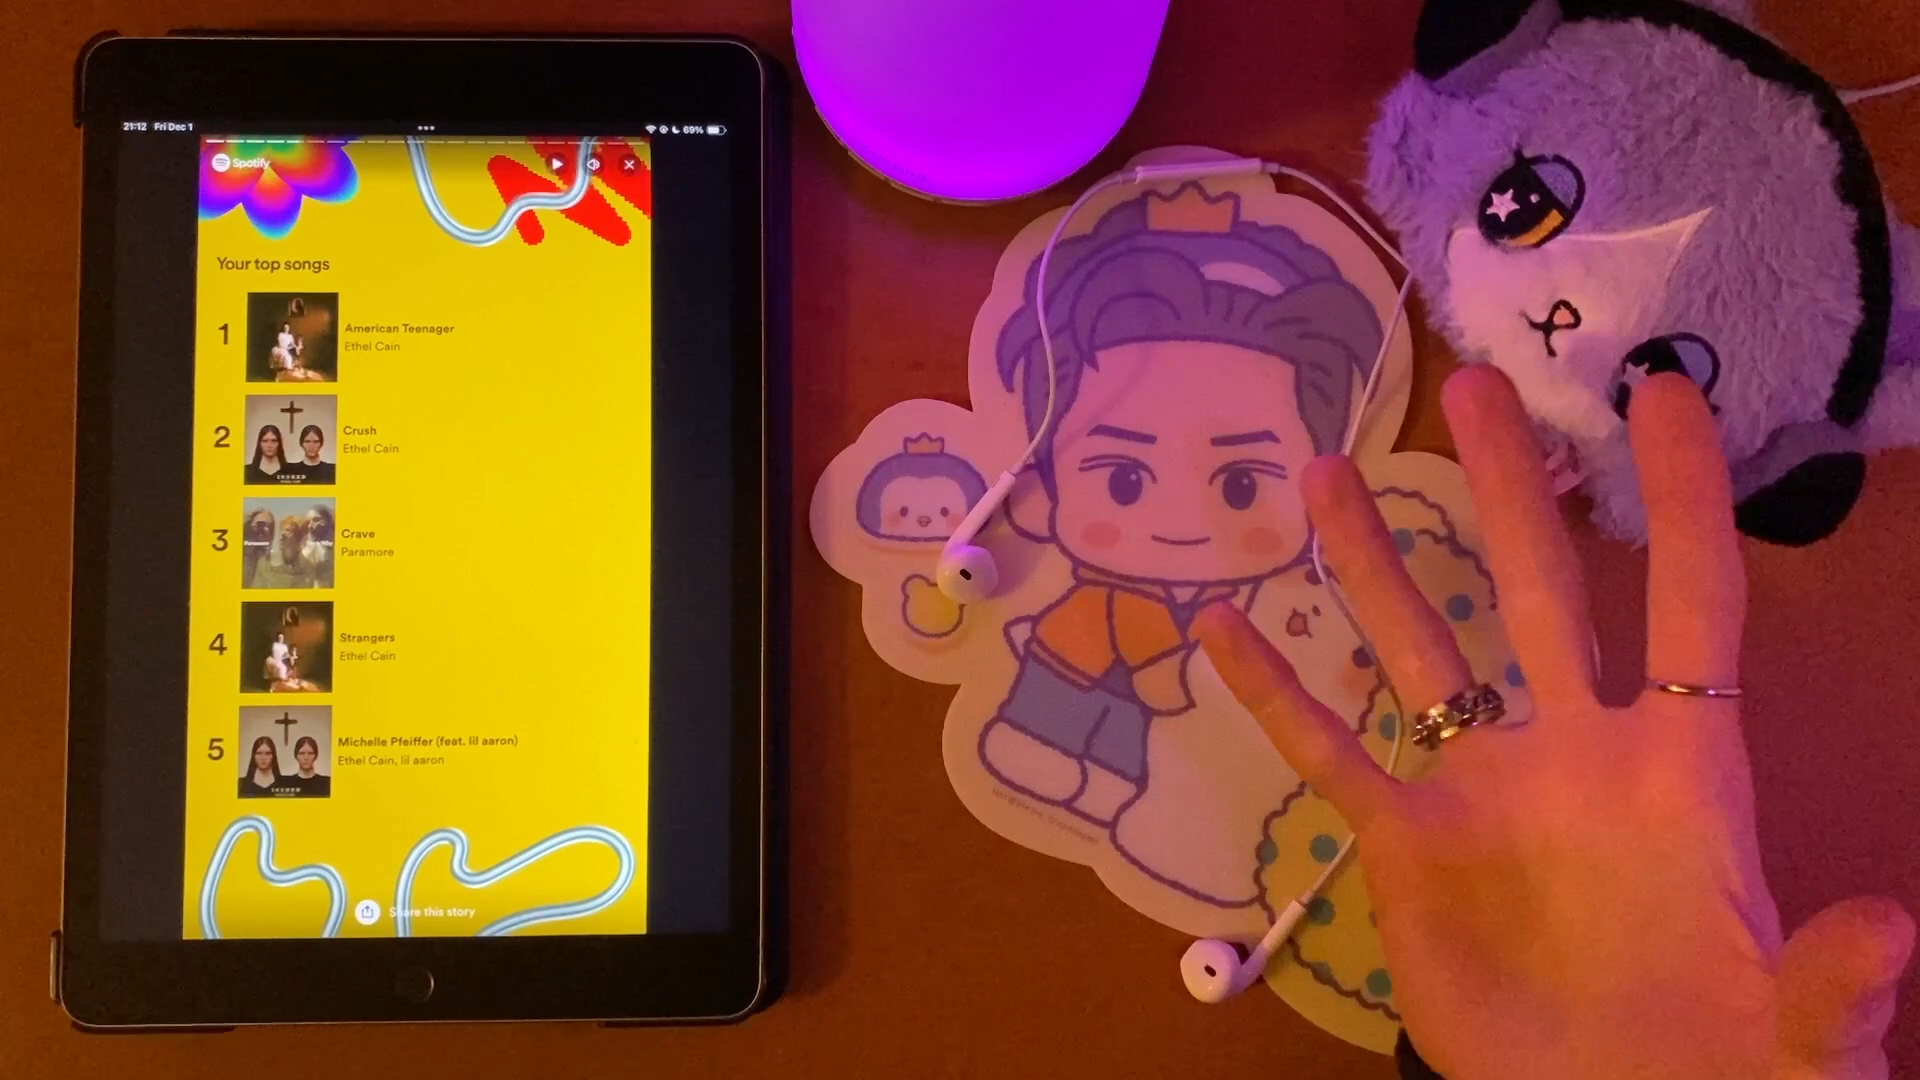 21:12 Fri Dec 1
69%
Spotify
Your top songs
1
American Teenager
Ethel Cain
2
Crush
Ethel Cain
3
Crave
Paramore
4
Strangers
Ethel Cain
5
Michelle Pfeiffer (feat. lil aaron)
Ethel Cain, lil aaron
Share this story